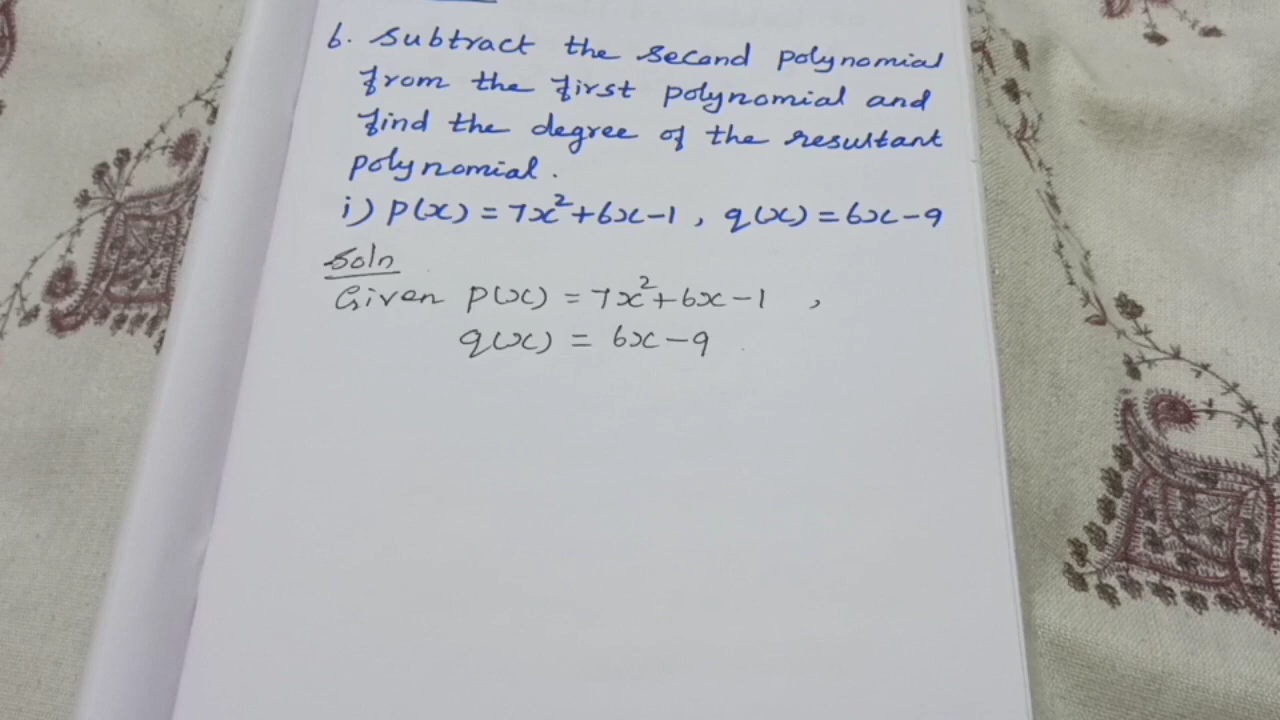 6. Subtract the second polynomial
from the first polynomial and
find the degree of the resultant
polynomial.
i) P(x) = 7x²+6x-1 , q(x) = 6x-9
Soln
Given P(x) = 7x²+6x-1 ,
q(x) = 6x-9